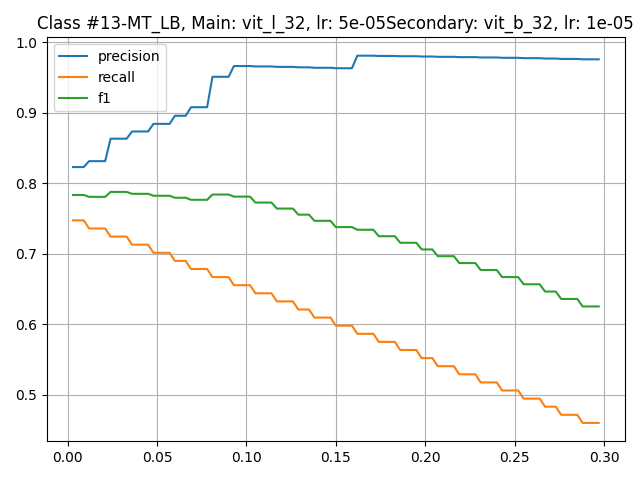 Class #13-MT_LB, Main: vit_l_32, lr: 5e-05Secondary: vit_b_32, lr: 1e-05
1.0
0.9
0.8
0.7
0.6
0.5
precision
recall
f1
0.00 0.05 0.10 0.15 0.20 0.25 0.30